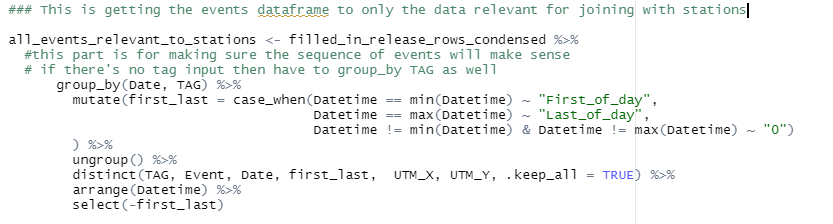 ### This is getting the events dataframe to only the data relevant for joining with stations
all_events_relevant_to_stations <- filled_in_release_rows_condensed %>%
#this part is for making sure the sequence of events will make sense
# if there's no tag input then have to group_by TAG as well
group_by(Date, TAG) %>%
mutate(first_last = case_when(Datetime == min(Datetime) ~ "First_of_day",
Datetime == max(Datetime) ~ "Last_of_day",
Datetime != min(Datetime) & Datetime != max(Datetime) ~ "0")
) %>%
ungroup() %>%
distinct(TAG, Event, Date, first_last,  UTM_X, UTM_Y, .keep_all = TRUE) %>%
arrange(Datetime) %>%
select(-first_last)